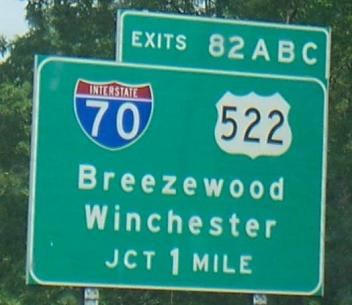 EXITS 82ABC
INTERSTATE
70 522
Breezewood
Winchester
JCT 1 MILE